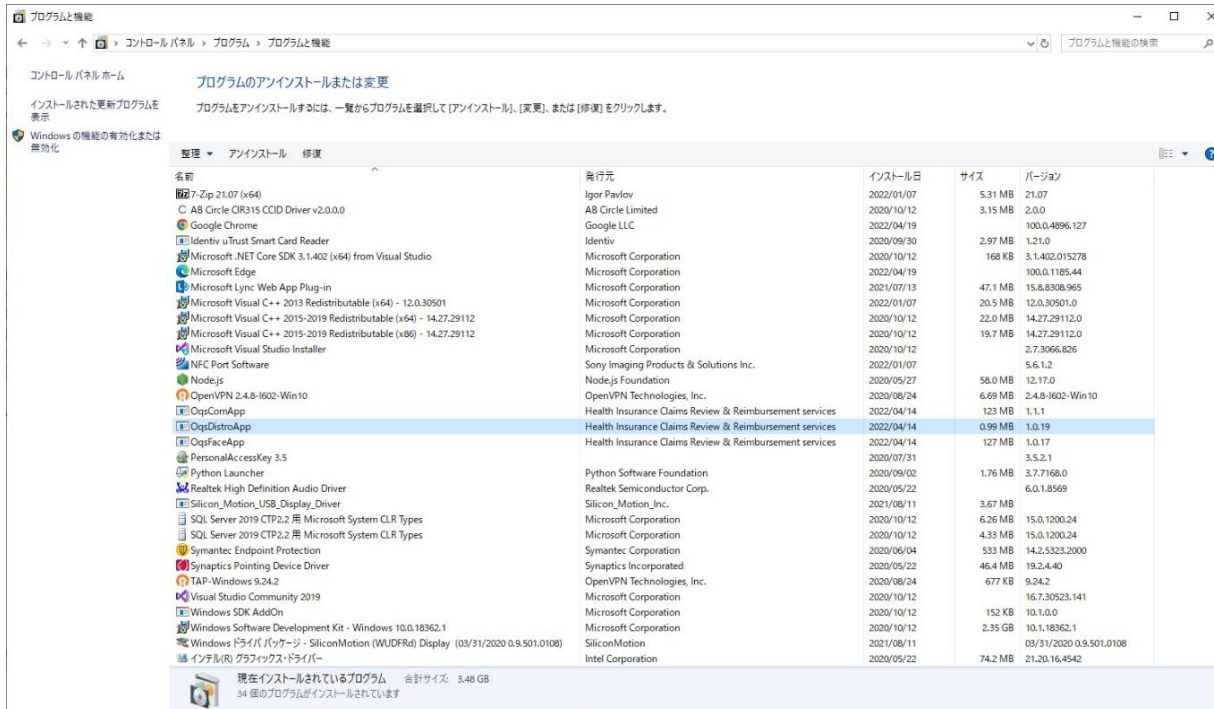 プログラムと機能
コントロール パネル › プログラム › プログラムと機能
プログラムと機能の検索
コントロール パネル ホーム
インストールされた更新プログラムを
表示
Windows の機能の有効化または
無効化
プログラムのアンインストールまたは変更
プログラムをアンインストールするには、一覧からプログラムを選択して [アンインストール]、[変更]、または [修復] をクリックします。
整理 アンインストール 修復
名前 発行元 インストール日 サイズ バージョン
7-Zip 21.07 (x64) Igor Pavlov 2022/01/07 5.31 MB 21.07
AB Circle CIR315 CCID Driver v2.0.0.0 AB Circle Limited 2020/10/12 3.15 MB 2.0.0
Google Chrome Google LLC 2022/04/19 100.0.4896.127
Identiv uTrust Smart Card Reader Identiv 2020/09/30 2.97 MB 1.21.0
Microsoft .NET Core SDK 3.1.402 (x64) from Visual Studio Microsoft Corporation 2020/10/12 168 KB 3.1.402.015278
Microsoft Edge Microsoft Corporation 2022/04/19 100.0.1185.44
Microsoft Lync Web App Plug-in Microsoft Corporation 2021/07/13 47.1 MB 15.8.8308.965
Microsoft Visual C++ 2013 Redistributable (x64) - 12.0.30501 Microsoft Corporation 2022/01/07 20.5 MB 12.0.30501.0
Microsoft Visual C++ 2015-2019 Redistributable (x64) - 14.27.29112 Microsoft Corporation 2020/10/12 22.0 MB 14.27.29112.0
Microsoft Visual C++ 2015-2019 Redistributable (x86) - 14.27.29112 Microsoft Corporation 2020/10/12 19.7 MB 14.27.29112.0
Microsoft Visual Studio Installer Microsoft Corporation 2020/10/12 2.7.3066.826
NFC Port Software Sony Imaging Products & Solutions Inc. 2022/01/07 5.6.1.2
Node.js Node.js Foundation 2020/05/27 58.0 MB 12.17.0
OpenVPN 2.4.8-I602-Win10 OpenVPN Technologies, Inc. 2020/08/24 6.69 MB 2.4.8-I602-Win10
OqsComApp Health Insurance Claims Review & Reimbursement services 2022/04/14 123 MB 1.1.1
OqsDistroApp Health Insurance Claims Review & Reimbursement services 2022/04/14 0.99 MB 1.0.19
OqsFaceApp Health Insurance Claims Review & Reimbursement services 2022/04/14 127 MB 1.0.17
PersonalAccessKey 3.5 2020/07/31 3.5.2.1
Python Launcher Python Software Foundation 2020/09/02 1.76 MB 3.7.7168.0
Realtek High Definition Audio Driver Realtek Semiconductor Corp. 2020/05/22 6.0.1.8569
Silicon_Motion_USB_Display_Driver Silicon_Motion_Inc. 2021/08/11 3.67 MB
SQL Server 2019 CTP2.2 用 Microsoft System CLR Types Microsoft Corporation 2020/10/12 6.26 MB 15.0.1200.24
SQL Server 2019 CTP2.2 用 Microsoft System CLR Types Microsoft Corporation 2020/10/12 4.33 MB 15.0.1200.24
Symantec Endpoint Protection Symantec Corporation 2020/06/04 533 MB 14.2.5323.2000
Synaptics Pointing Device Driver Synaptics Incorporated 2020/05/22 46.4 MB 19.2.4.40
TAP-Windows 9.24.2 OpenVPN Technologies, Inc. 2020/08/24 677 KB 9.24.2
Visual Studio Community 2019 Microsoft Corporation 2020/10/12 16.7.30523.141
Windows SDK AddOn Microsoft Corporation 2020/10/12 152 KB 10.1.0.0
Windows Software Development Kit - Windows 10.0.18362.1 Microsoft Corporation 2020/10/12 2.35 GB 10.1.18362.1
Windows ドライバ パッケージ - SiliconMotion (WUDFRd) Display (03/31/2020 0.9.501.0108) SiliconMotion 2021/08/11 03/31/2020 0.9.501.0108
インテル(R) グラフィックス・ドライバー Intel Corporation 2020/05/22 74.2 MB 21.20.16.4542
現在インストールされているプログラム 合計サイズ: 3.48 GB
34 個のプログラムがインストールされています